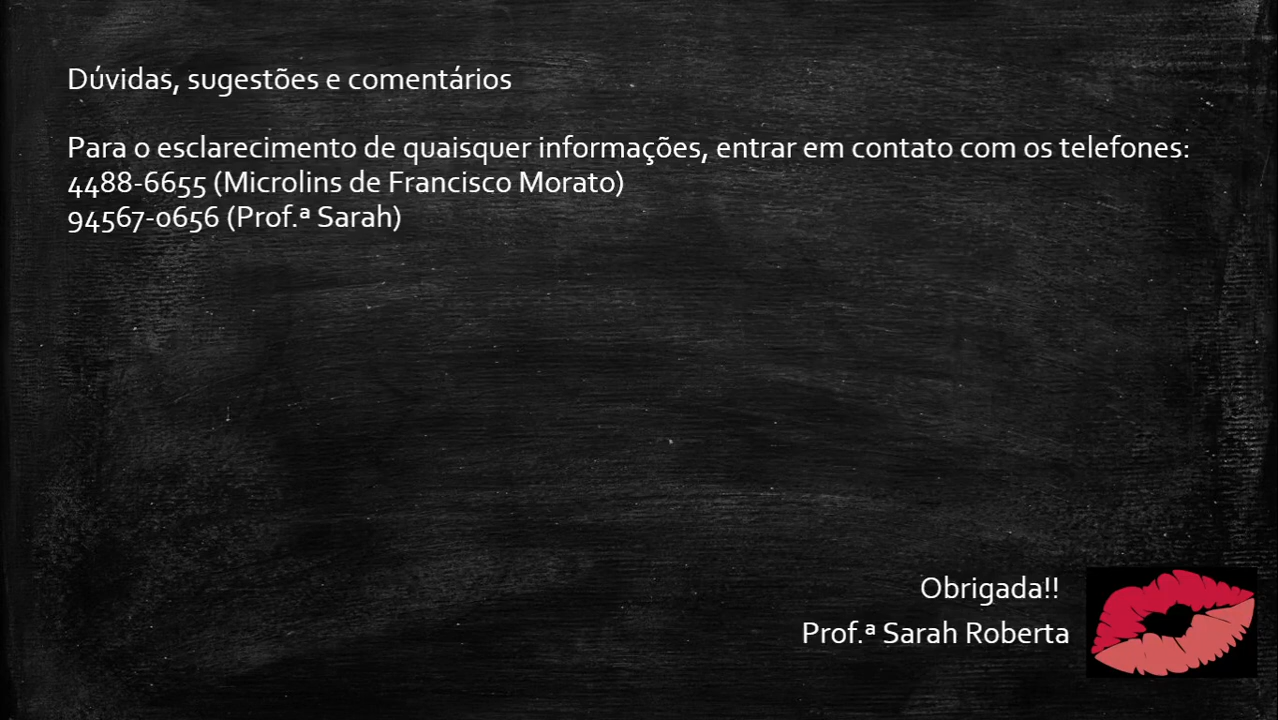 Dúvidas, sugestões e comentários
Para o esclarecimento de quaisquer informações, entrar em contato com os telefones:
4488-6655 (Microlins de Francisco Morato)
94567-0656 (Prof.ª Sarah)
Obrigada!!
Prof.ª Sarah Roberta